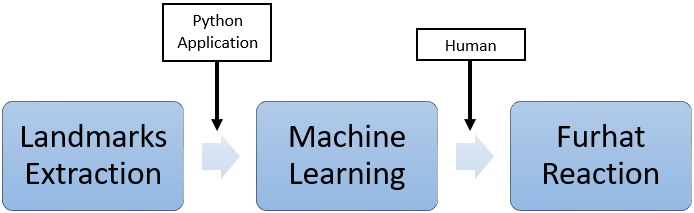 Python
Application
Human
Landmarks
Extraction
Machine
Learning
Furhat
Reaction